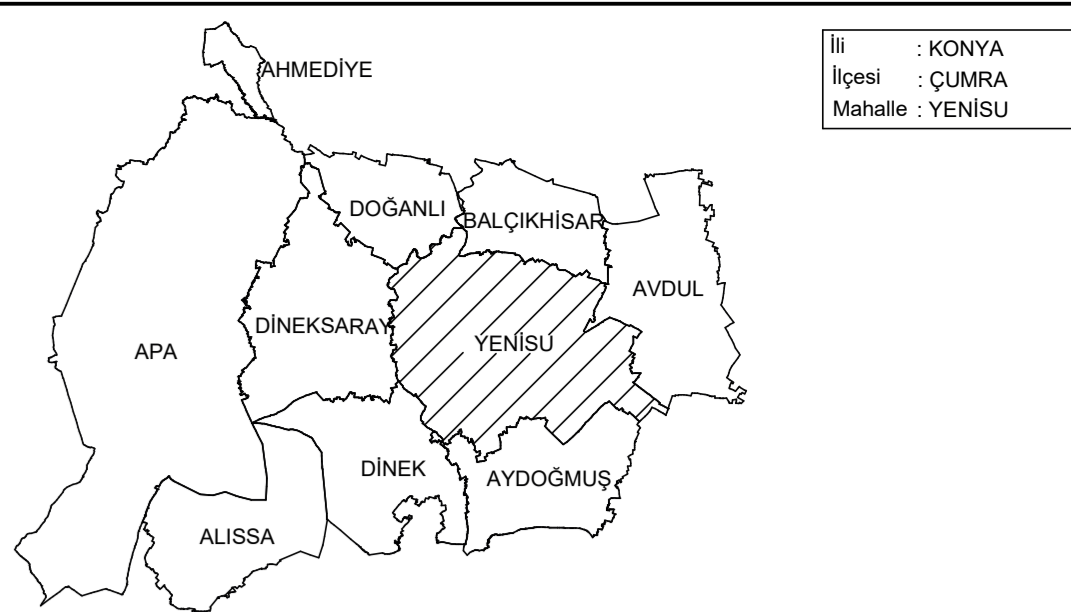 İli : KONYA
İlçesi : ÇUMRA
Mahalle : YENİSU
AHMEDİYE
DOĞANLI
BALÇIKHİSAR
AVDUL
DİNEKSARAY
YENİSU
APA
DİNEK
AYDOĞMUŞ
ALISSA